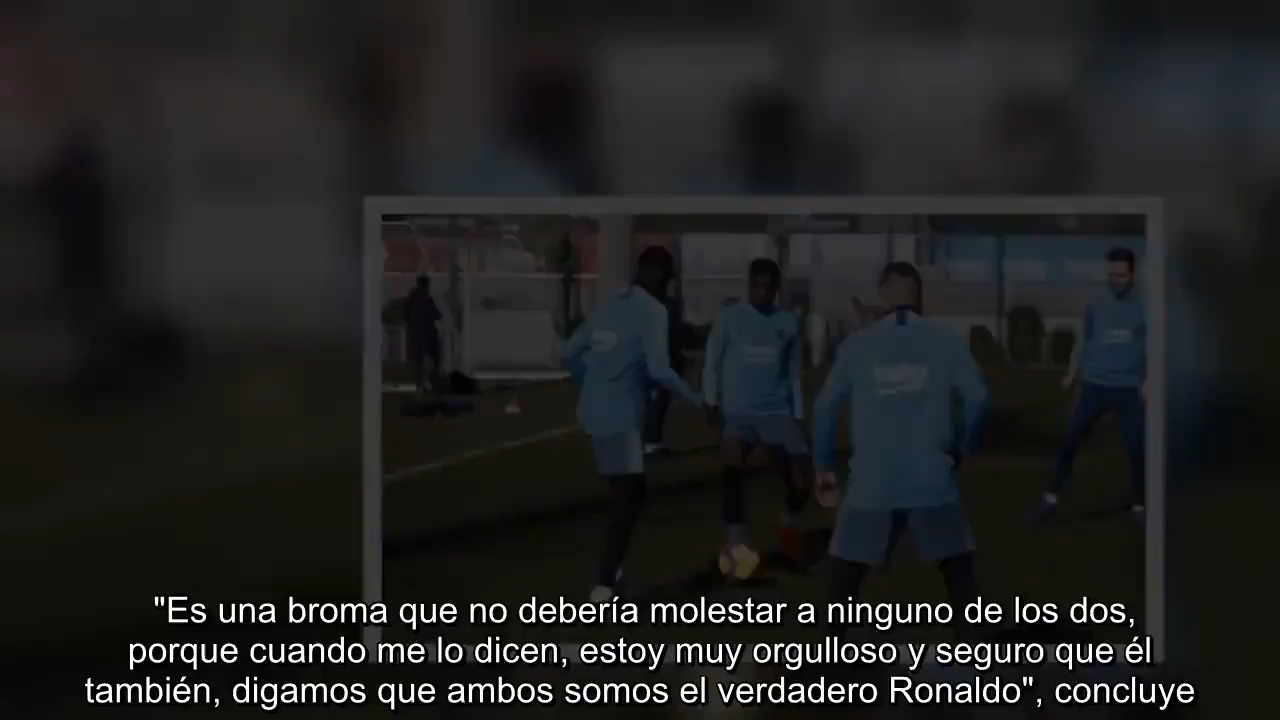 "Es una broma que no debería molestar a ninguno de los dos,
porque cuando me lo dicen, estoy muy orgulloso y seguro que él
también, digamos que ambos somos el verdadero Ronaldo", concluye